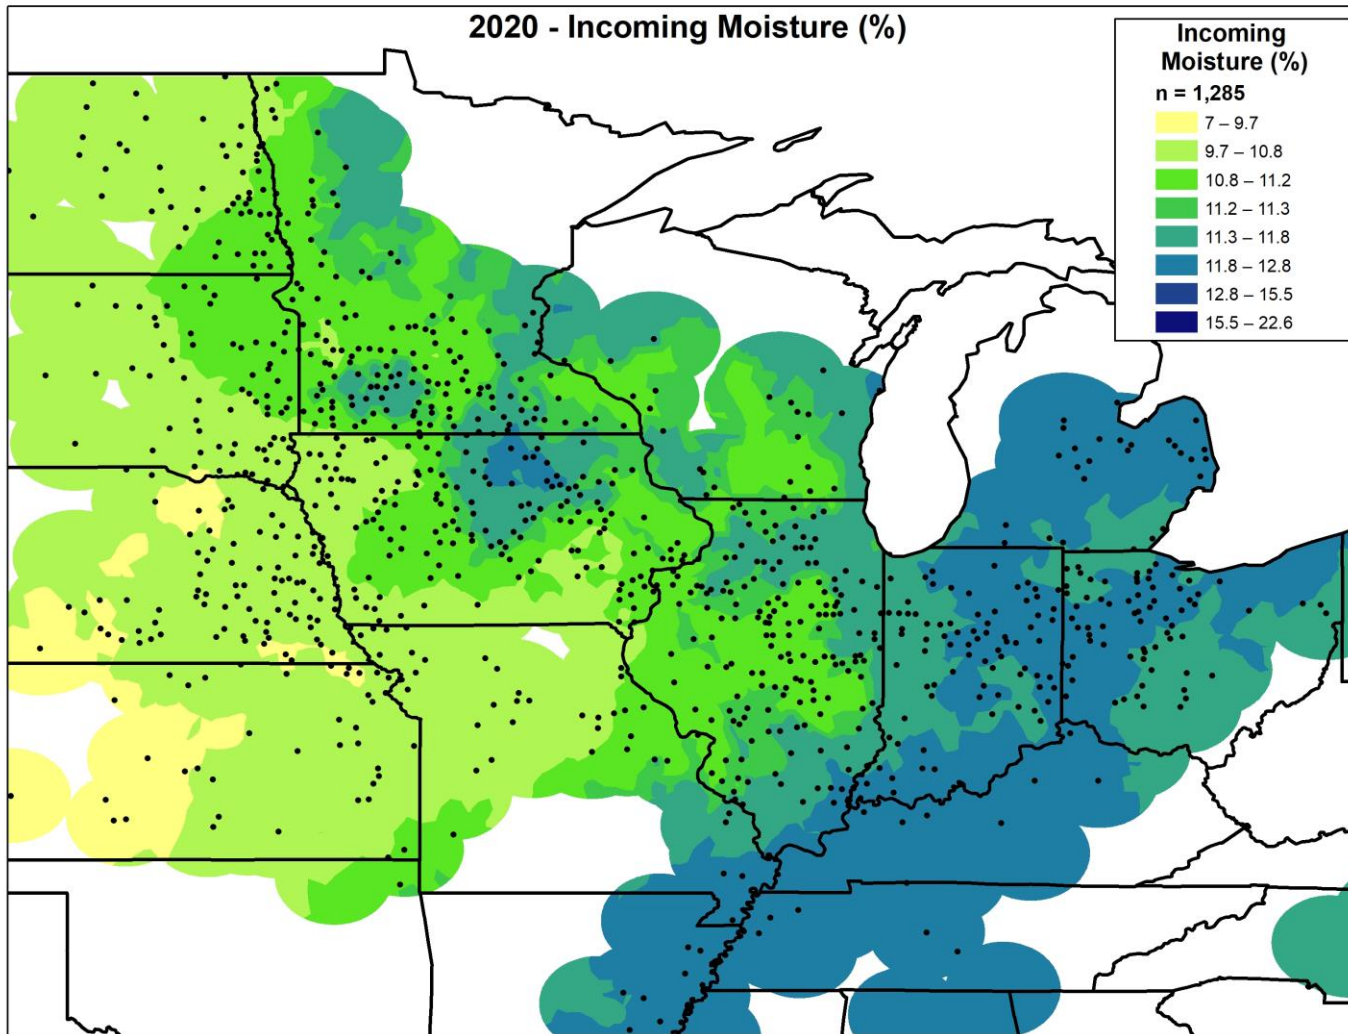 2020 - Incoming Moisture (%)
Incoming
Moisture (%)
n = 1,285
7 – 9.7
9.7 – 10.8
10.8 – 11.2
11.2 – 11.3
11.3 – 11.8
11.8 – 12.8
12.8 – 15.5
15.5 – 22.6